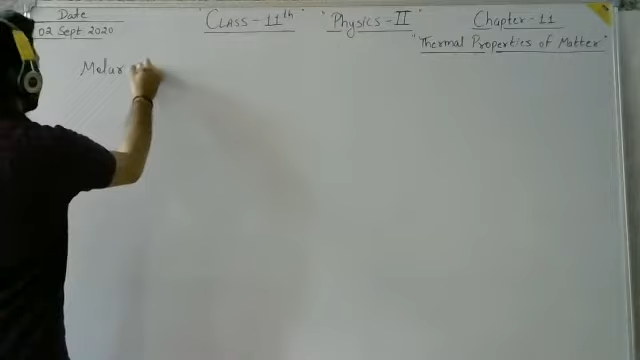 Date
02 Sept 2020
"CLASS - 11th" "Physics - II" Chapter - 11
"Thermal Properties of Matter"
Molar